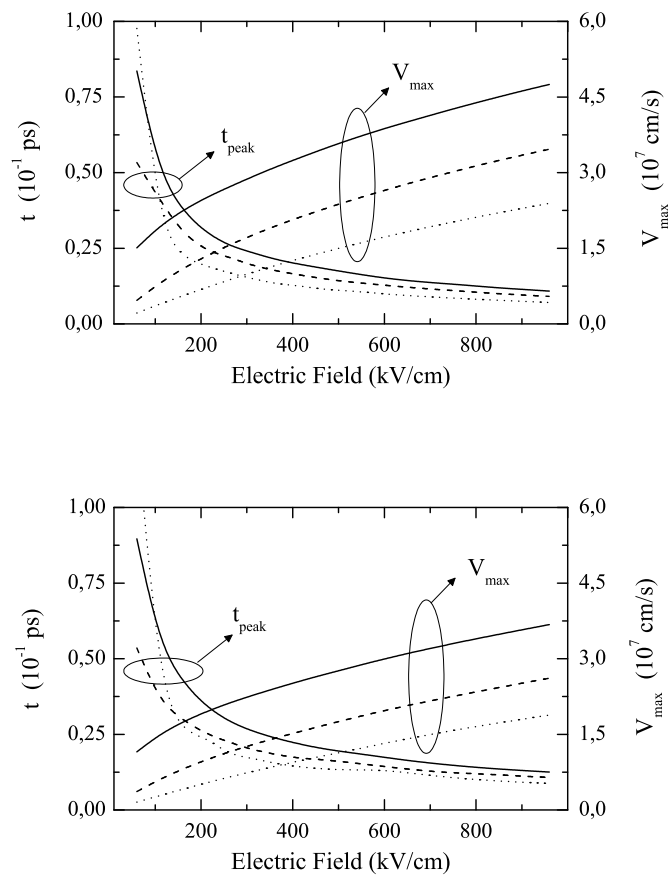 1,00 6,0
0,75 4,5
0,50 3,0
0,25 1,5
0,00 0,0
200 400 600 800
Electric Field (kV/cm)
t (10⁻¹ ps)
V_max (10⁷ cm/s)
t_peak
V_max
1,00 6,0
0,75 4,5
0,50 3,0
0,25 1,5
0,00 0,0
200 400 600 800
Electric Field (kV/cm)
t (10⁻¹ ps)
V_max (10⁷ cm/s)
t_peak
V_max